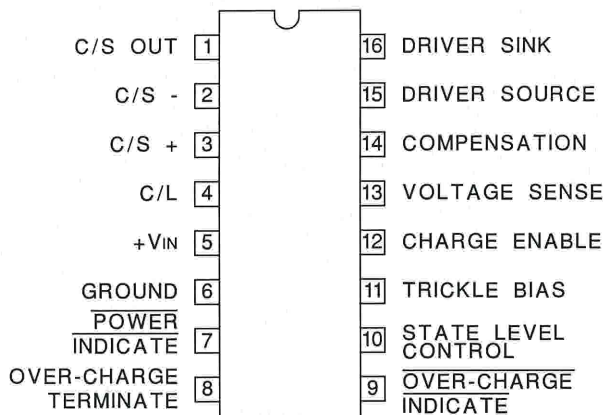 C/S OUT 1
16 DRIVER SINK
C/S - 2
15 DRIVER SOURCE
C/S + 3
14 COMPENSATION
C/L 4
13 VOLTAGE SENSE
+VIN 5
12 CHARGE ENABLE
GROUND 6
11 TRICKLE BIAS
POWER
INDICATE 7
10 STATE LEVEL
CONTROL
OVER-CHARGE
TERMINATE 8
9 OVER-CHARGE
INDICATE